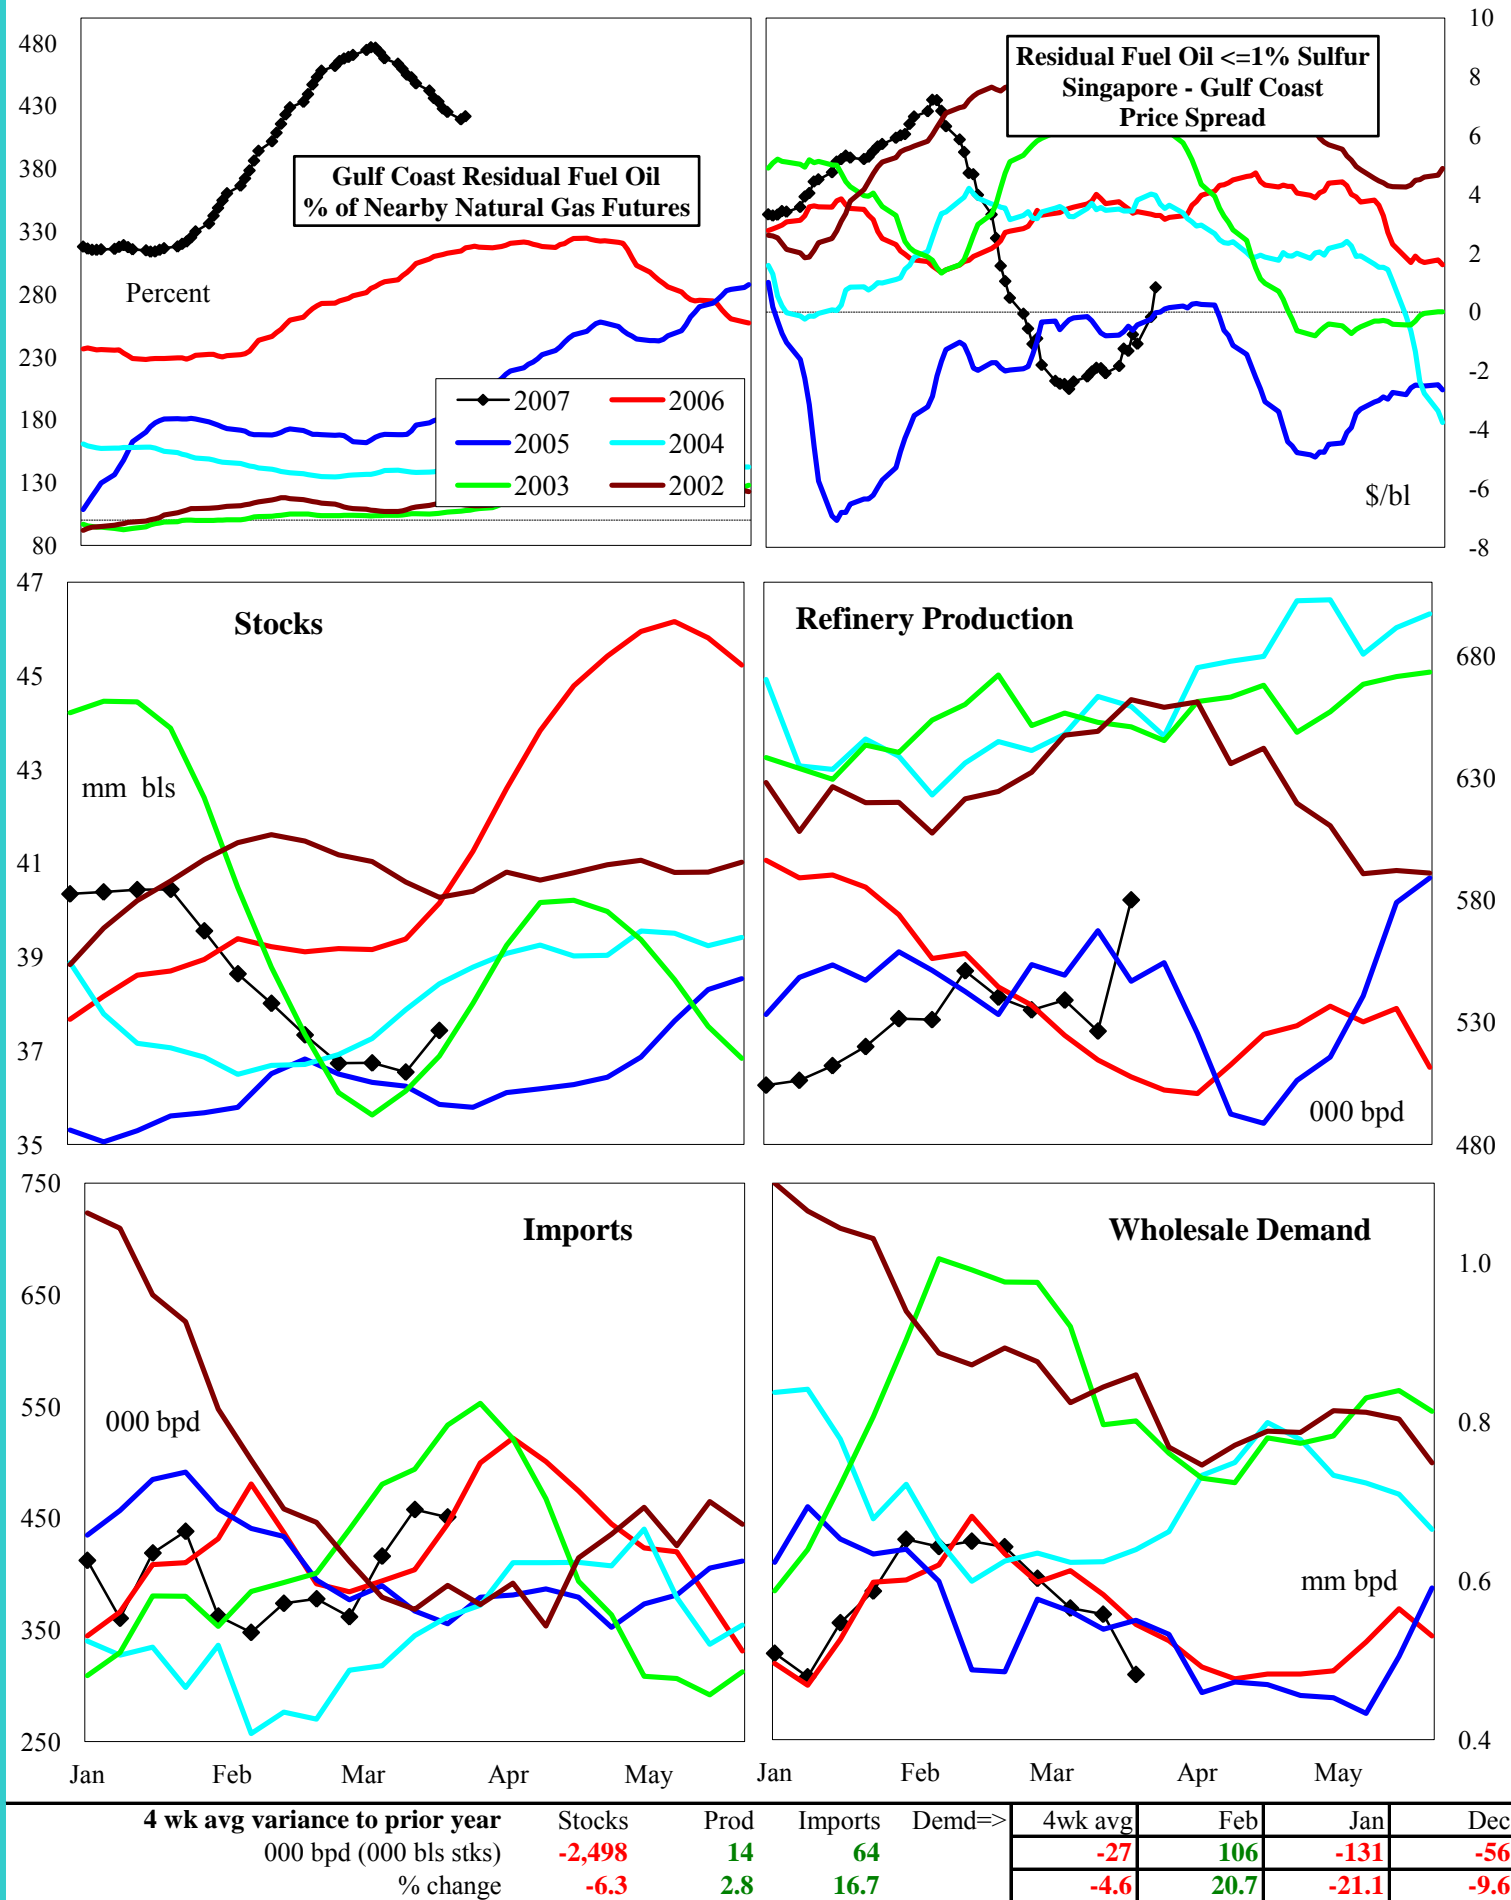 480
430
380
330
280
230
180
130
80
Gulf Coast Residual Fuel Oil
% of Nearby Natural Gas Futures
Percent
2007 2006
2005 2004
2003 2002
Residual Fuel Oil <=1% Sulfur
Singapore - Gulf Coast
Price Spread
$/bl
10
8
6
4
2
0
-2
-4
-6
-8
47
45
43
41
39
37
35
Stocks
mm bls
Refinery Production
000 bpd
680
630
580
530
480
750
650
550
450
350
250
Imports
000 bpd
Jan Feb Mar Apr May
Wholesale Demand
mm bpd
1.0
0.8
0.6
0.4
Jan Feb Mar Apr May
4 wk avg variance to prior year Stocks Prod Imports Demd=> 4wk avg Feb Jan Dec
000 bpd (000 bls stks) -2,498 14 64 -27 106 -131 -56
% change -6.3 2.8 16.7 -4.6 20.7 -21.1 -9.6